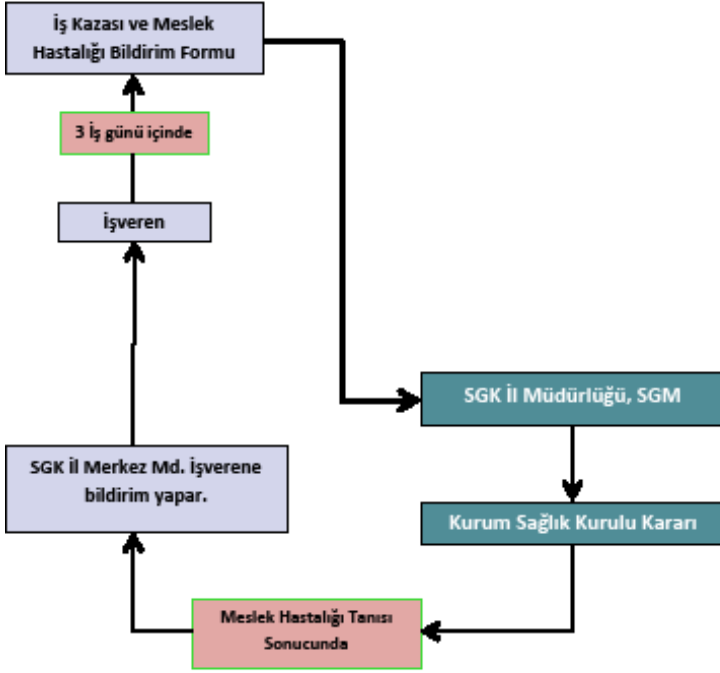 İş Kazası ve Meslek
Hastalığı Bildirim Formu
3 İş günü içinde
İşveren
SGK İl Müdürlüğü, SGM
SGK İl Merkez Md. İşverene
bildirim yapar.
Kurum Sağlık Kurulu Kararı
Meslek Hastalığı Tanısı
Sonucunda